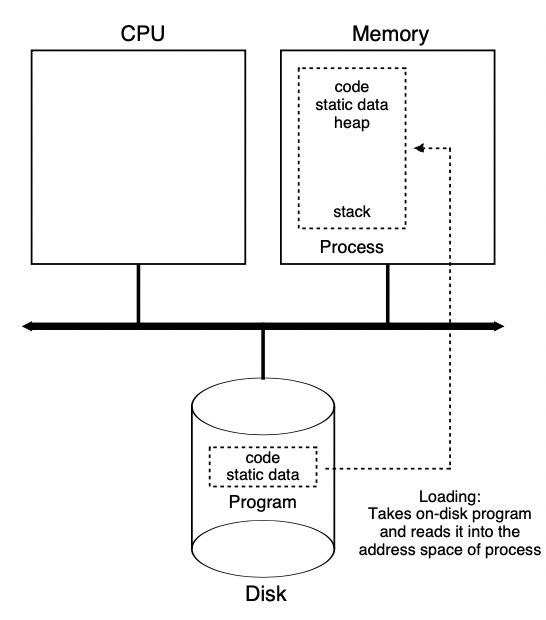 CPU
Memory
code
static data
heap
stack
Process
code
static data
Program
Loading:
Takes on-disk program
and reads it into the
address space of process
Disk